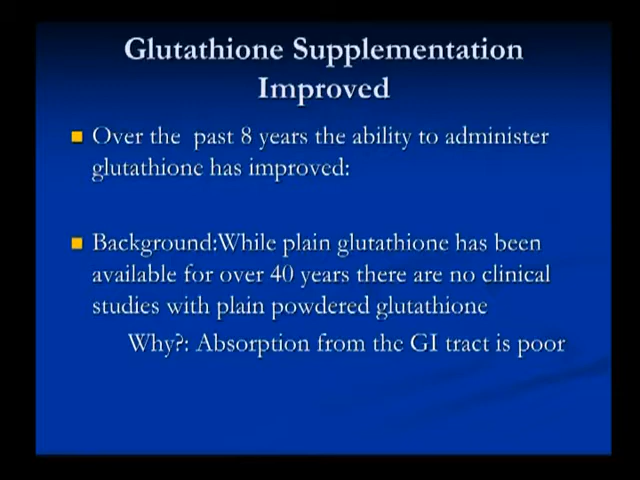 Glutathione Supplementation
Improved
Over the past 8 years the ability to administer
glutathione has improved:
Background:While plain glutathione has been
available for over 40 years there are no clinical
studies with plain powdered glutathione
Why?: Absorption from the GI tract is poor